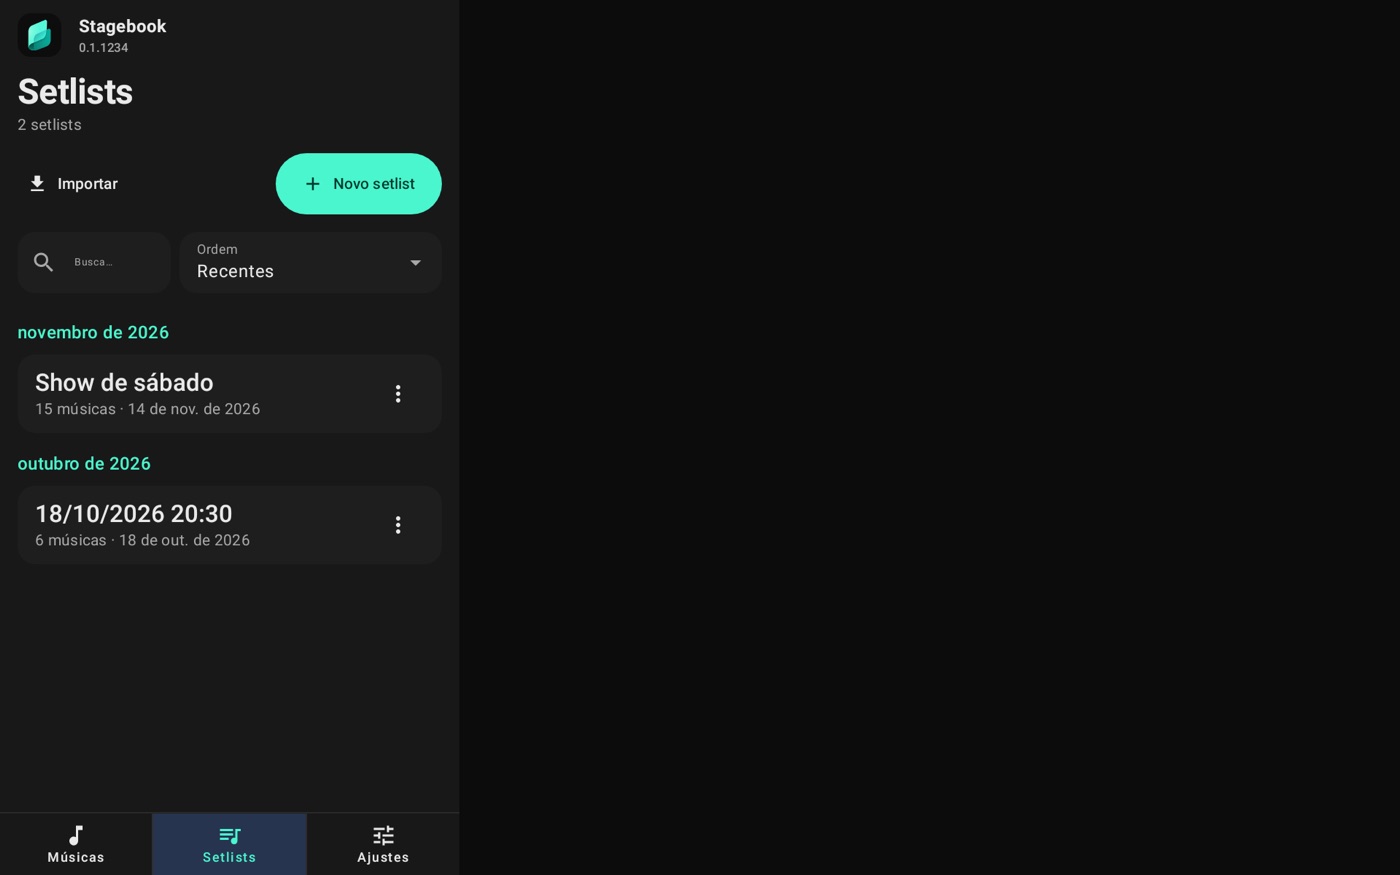 Stagebook
0.1.1234
Setlists
2 setlists
Importar
Novo setlist
Busca…
Ordem
Recentes
novembro de 2026
Show de sábado
15 músicas · 14 de nov. de 2026
outubro de 2026
18/10/2026 20:30
6 músicas · 18 de out. de 2026
Músicas
Setlists
Ajustes